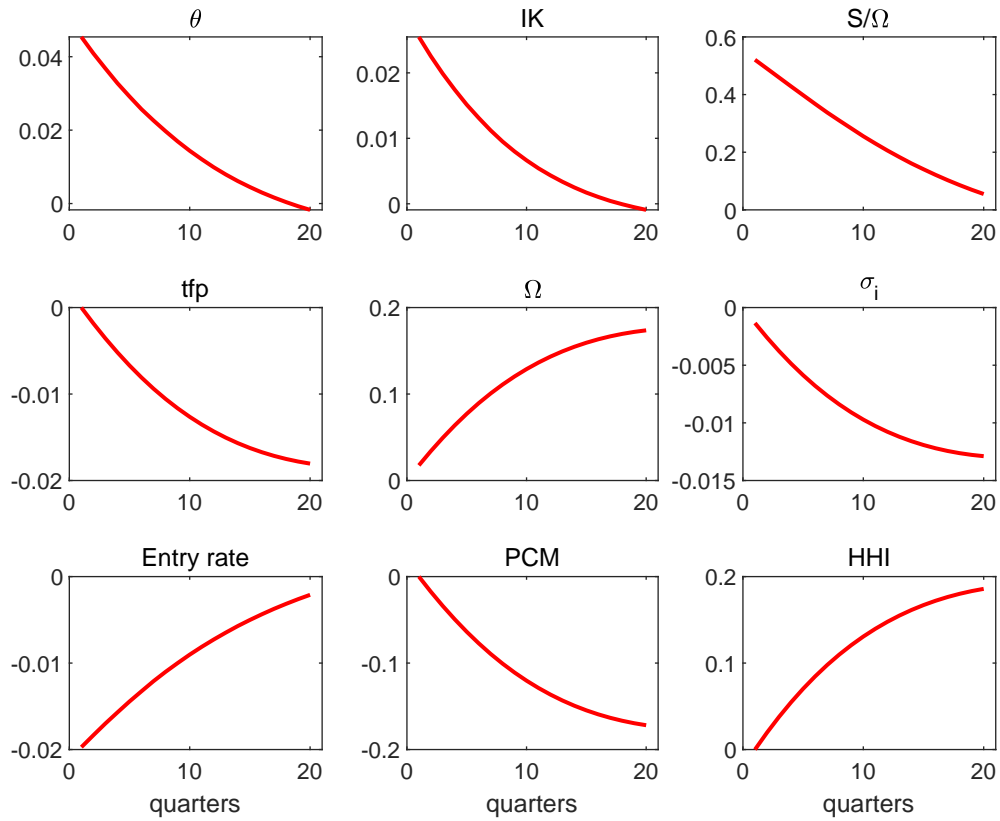 θ IK S/Ω
0.04 0.02 0 0 10 20
0.02 0.01 0 0 10 20
0.6 0.4 0.2 0 0 10 20
tfp Ω σi
0 -0.01 -0.02 0 10 20
0.2 0.1 0 0 10 20
0 -0.005 -0.01 -0.015 0 10 20
Entry rate PCM HHI
0 -0.01 -0.02 0 10 20
0 -0.1 -0.2 0 10 20
0.2 0.1 0 0 10 20
quarters quarters quarters